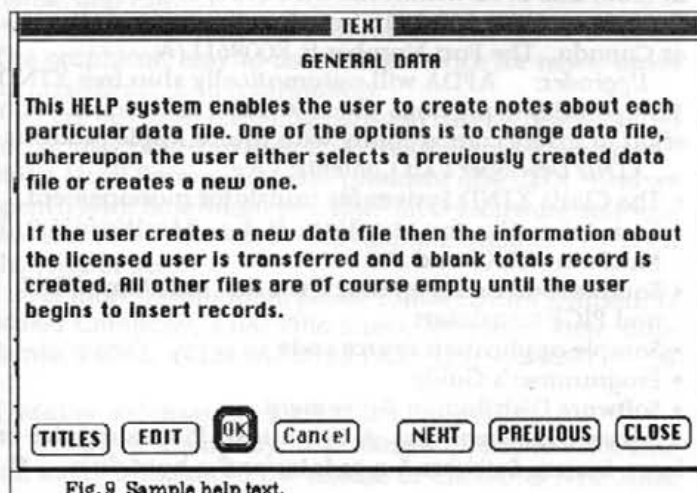 TEXT
GENERAL DATA
This HELP system enables the user to create notes about each
particular data file. One of the options is to change data file,
whereupon the user either selects a previously created data
file or creates a new one.
If the user creates a new data file then the information about
the licensed user is transferred and a blank totals record is
created. All other files are of course empty until the user
begins to insert records.
TITLES EDIT OK Cancel NEXT PREVIOUS CLOSE
Fig. 9 Sample help text.